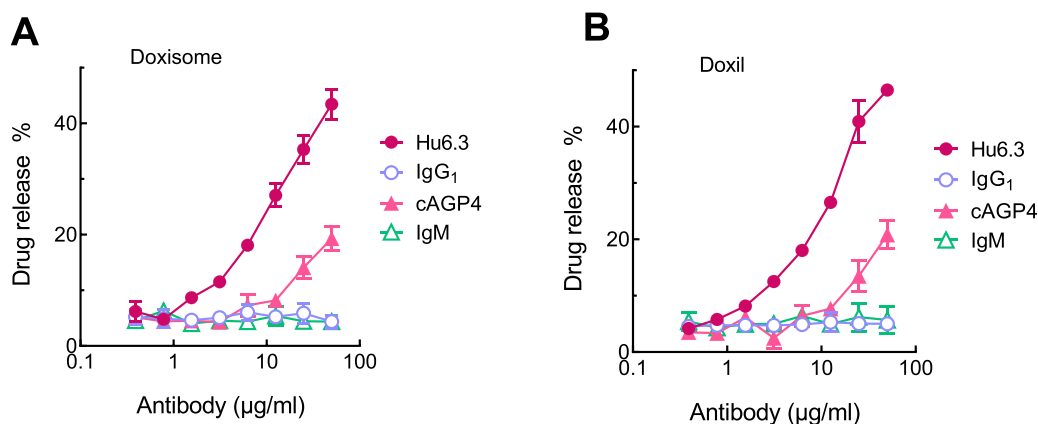 A
Doxisome
Drug release %
40
20
0
0.1
1
10
100
Antibody (µg/ml)
Hu6.3
IgG₁
cAGP4
IgM
B
Doxil
Drug release %
40
20
0
0.1
1
10
100
Antibody (µg/ml)
Hu6.3
IgG₁
cAGP4
IgM